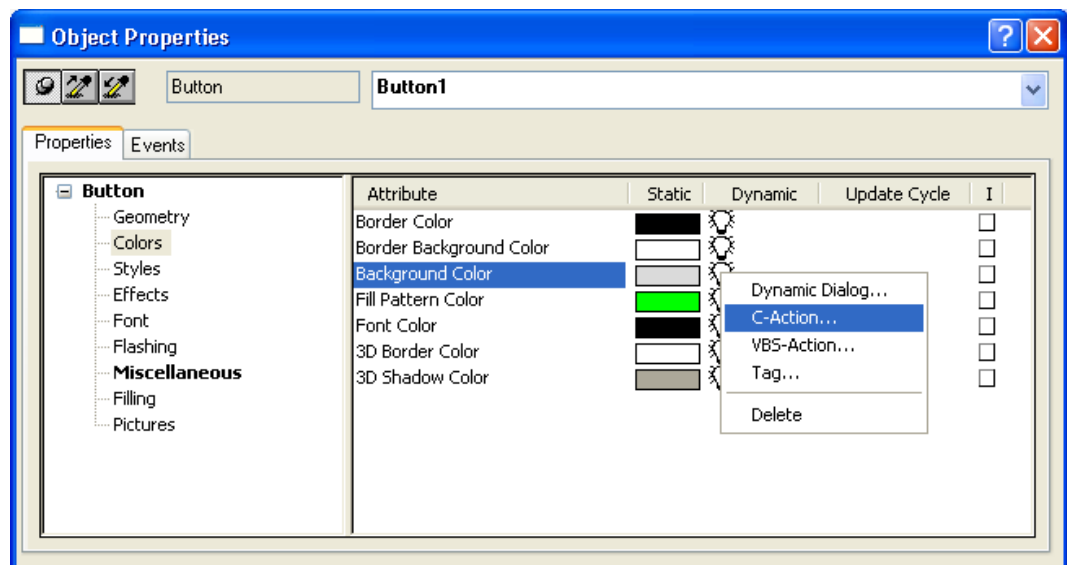 Object Properties
Button Button1
Properties Events
Button
Geometry
Colors
Styles
Effects
Font
Flashing
Miscellaneous
Filling
Pictures
Attribute Static Dynamic Update Cycle I
Border Color
Border Background Color
Background Color
Fill Pattern Color
Font Color
3D Border Color
3D Shadow Color
Dynamic Dialog...
C-Action...
VBS-Action...
Tag...
Delete